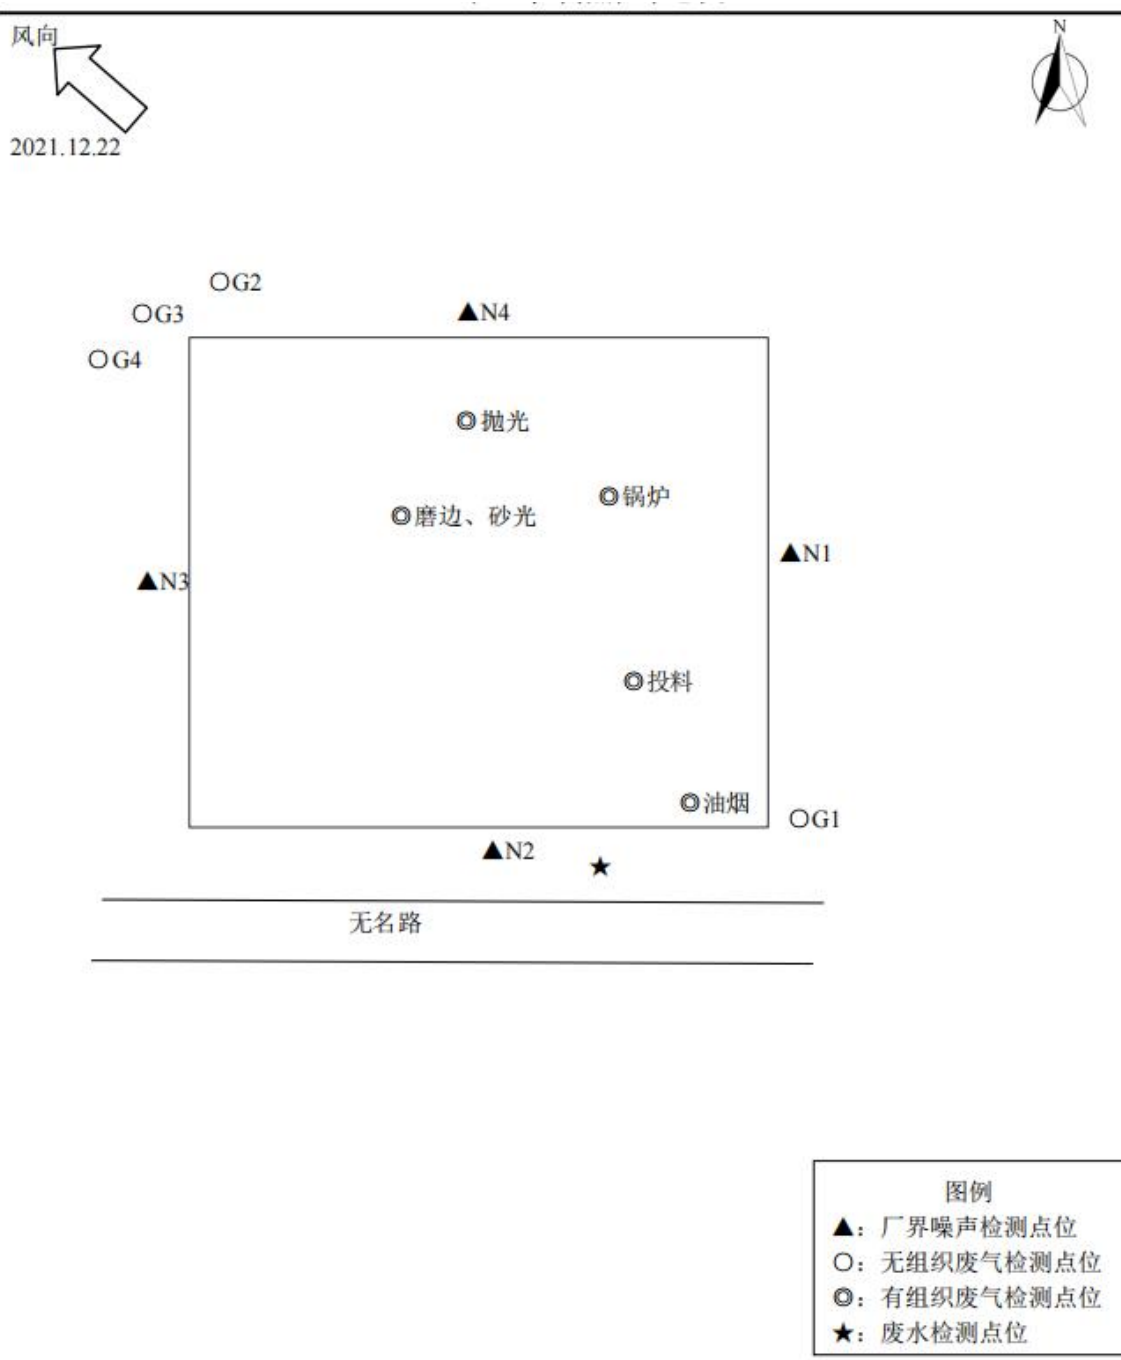 风向
N
2021.12.22
○G2
○G3
▲N4
○G4
◎抛光
◎锅炉
◎磨边、砂光
▲N1
▲N3
◎投料
◎油烟
○G1
▲N2
★
无名路
图例
▲：厂界噪声检测点位
○：无组织废气检测点位
◎：有组织废气检测点位
★：废水检测点位